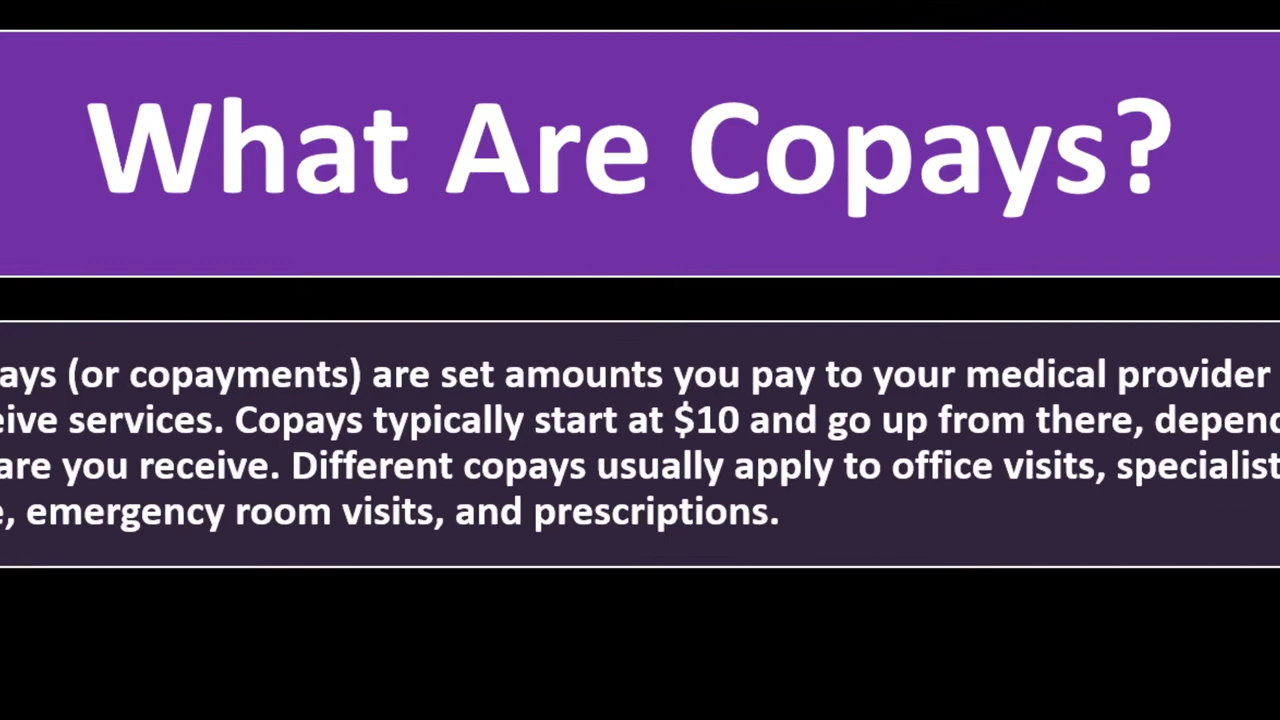 What Are Copays?
ays (or copayments) are set amounts you pay to your medical provider
eive services. Copays typically start at $10 and go up from there, depend
are you receive. Different copays usually apply to office visits, specialist
e, emergency room visits, and prescriptions.